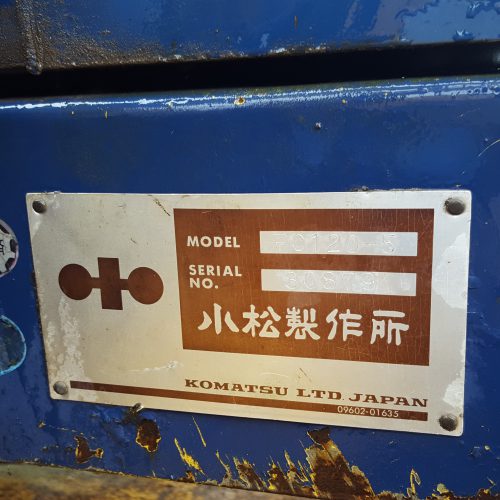 MODEL PC120-5
SERIAL NO.
小松製作所
KOMATSU LTD. JAPAN
09602-01635